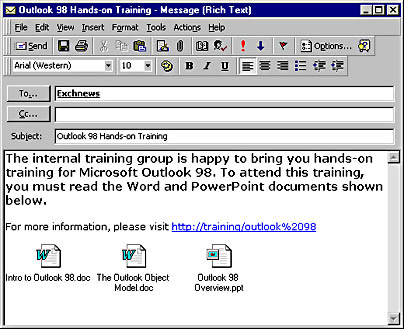 Outlook 98 Hands-on Training - Message (Rich Text)
File Edit View Insert Format Tools Actions Help
Send Options...
Arial (Western) 10 B I U
To... Exchnews
Cc...
Subject: Outlook 98 Hands-on Training
The internal training group is happy to bring you hands-on
training for Microsoft Outlook 98. To attend this training,
you must read the Word and PowerPoint documents shown
below.
For more information, please visit http://training/outlook%2098
Intro to Outlook 98.doc The Outlook Object Outlook 98
Model.doc Overview.ppt